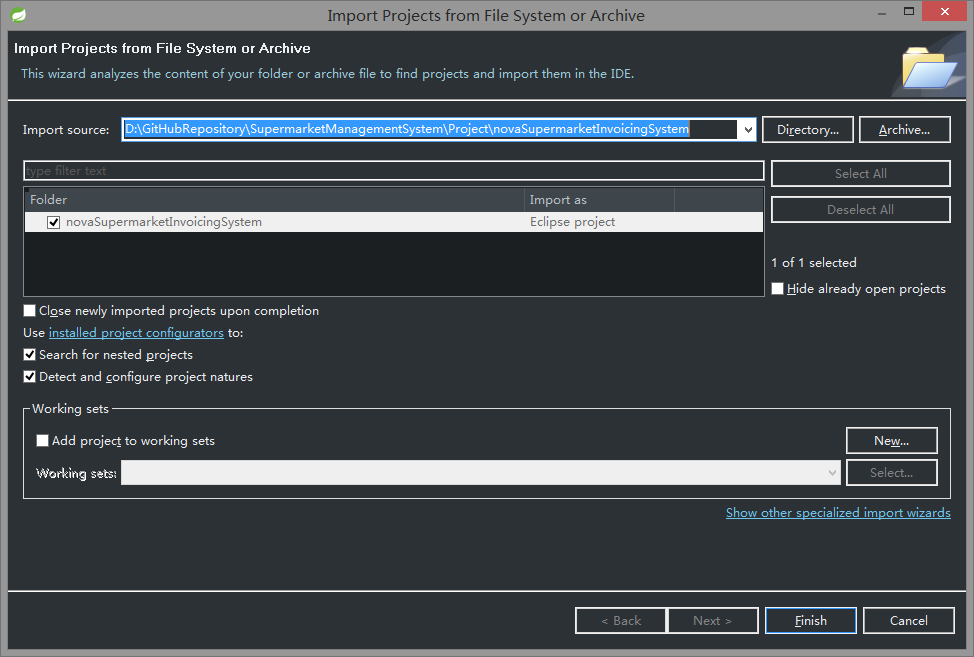 Import Projects from File System or Archive
Import Projects from File System or Archive
This wizard analyzes the content of your folder or archive file to find projects and import them in the IDE.
Import source: D:\GitHubRepository\SupermarketManagementSystem\Project\novaSupermarketInvoicingSystem Directory... Archive...
type filter text Select All
Folder Import as
novaSupermarketInvoicingSystem Eclipse project
Deselect All
1 of 1 selected
Hide already open projects
Close newly imported projects upon completion
Use installed project configurators to:
Search for nested projects
Detect and configure project natures
Working sets
Add project to working sets New...
Working sets: Select...
Show other specialized import wizards
< Back Next > Finish Cancel